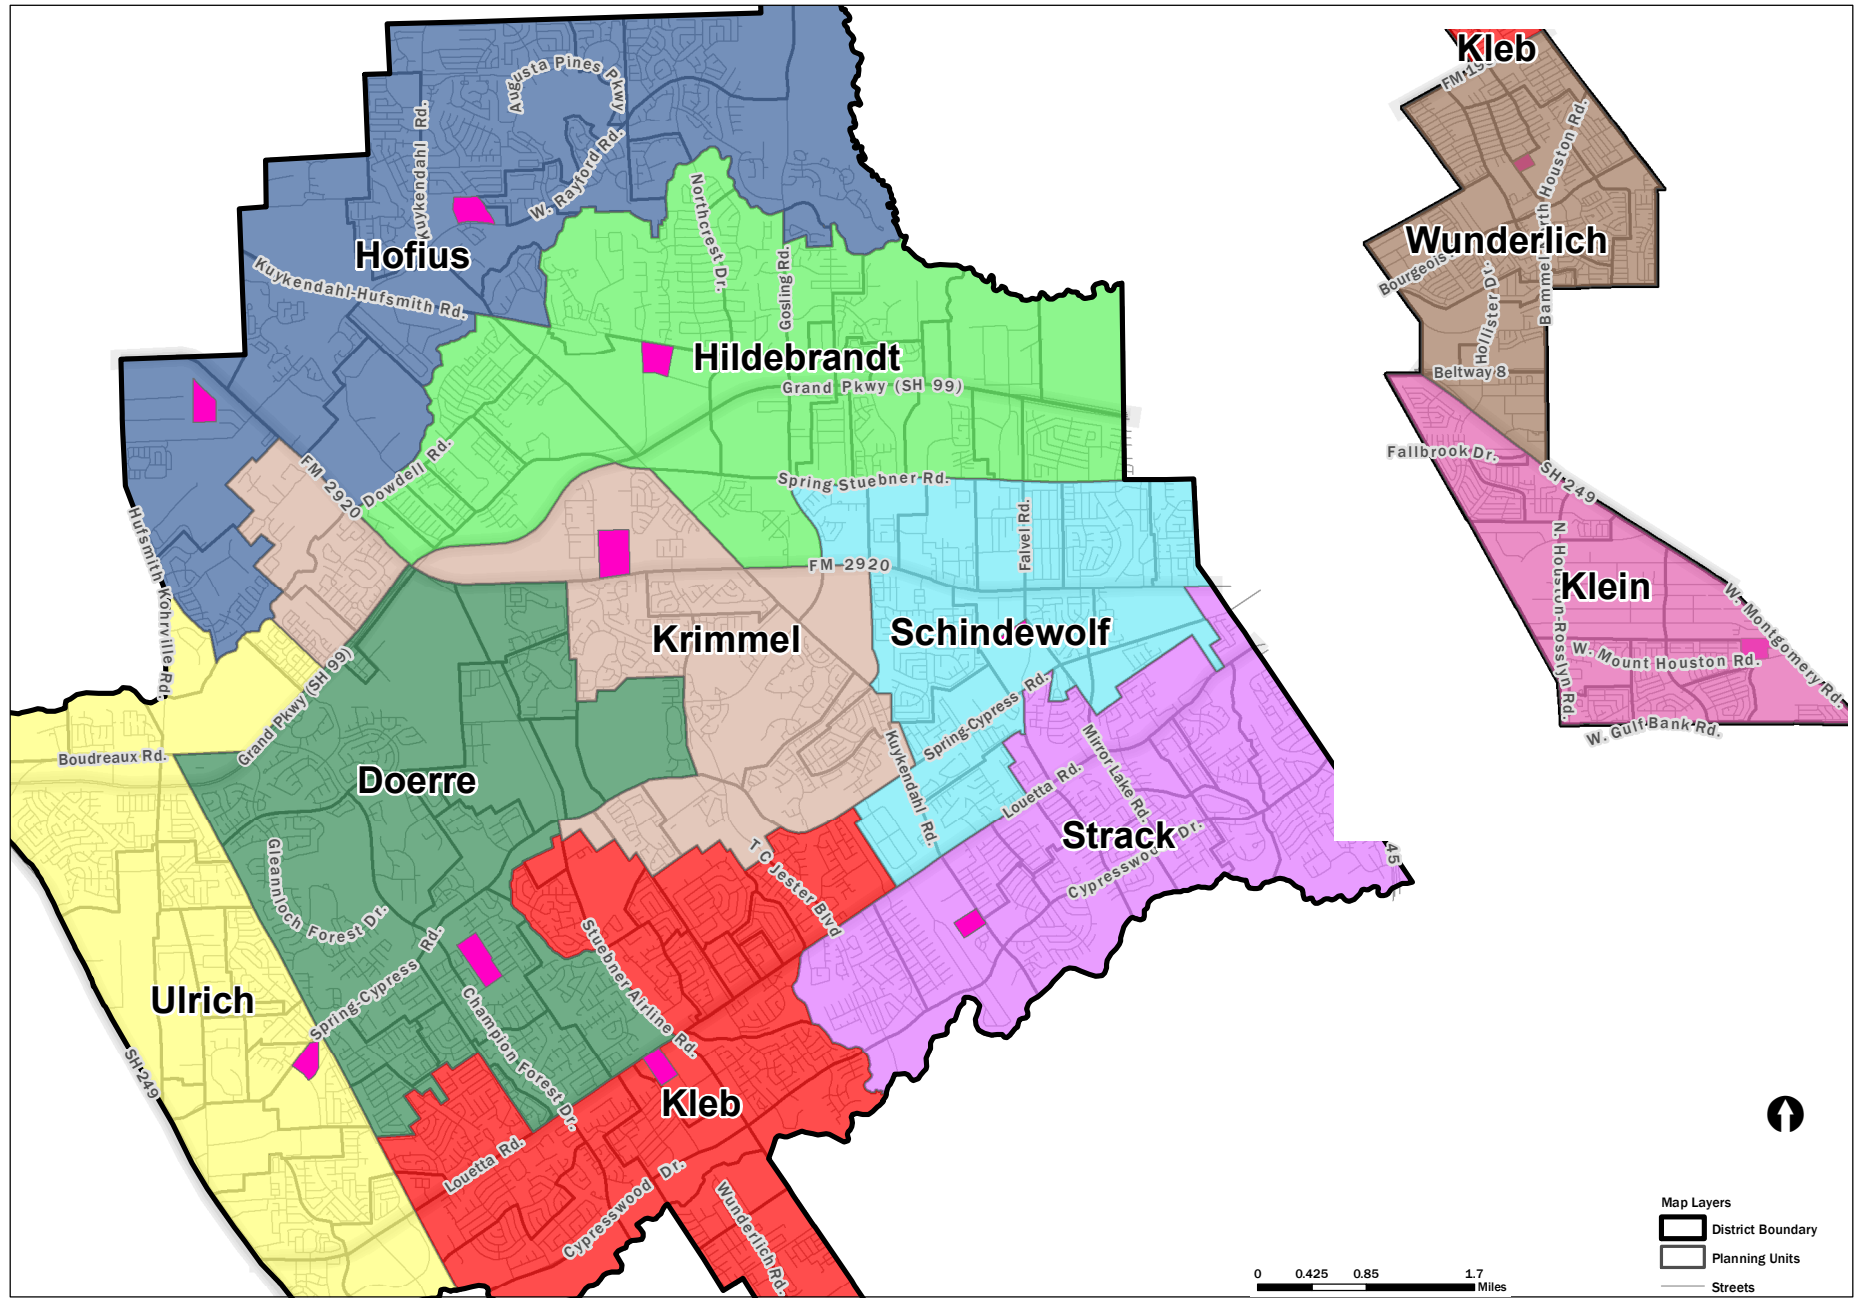 Kleb
FM 19
Augusta Pines Pkwy
Kuykendahl Rd.
W. Rayford Rd.
Northcrest Dr.
Gosling Rd.
Hofius
Kuykendahl-Hufsmith Rd.
Hildebrandt
Grand Pkwy (SH 99)
Bammel North Houston Rd.
Wunderlich
Bourgeois
Hollister Dr.
Beltway 8
Fallbrook Dr.
SH 249
FM 2920
Dowdell Rd.
Spring Stuebner Rd.
Falvel Rd.
FM 2920
Hufsmith Kohrville Rd.
N. Houston-Rosslyn Rd.
Klein
W. Montgomery Rd.
W. Mount Houston Rd.
W. Gulf Bank Rd.
Krimmel
Schindewolf
Grand Pkwy (SH 99)
Boudreaux Rd.
Doerre
Kuykendahl Rd.
Spring-Cypress Rd.
Mirror Lake Rd.
Louetta Rd.
Strack
Cypresswood Dr.
45
T C Jester Blvd
Gleannloch Forest Dr.
Spring-Cypress Rd.
Stuebner Airline Rd.
Champion Forest Dr.
Ulrich
SH 249
Kleb
Louetta Rd.
Cypresswood Dr.
Wunderlich Rd.
Map Layers
District Boundary
Planning Units
Streets
0 0.425 0.85 1.7
Miles